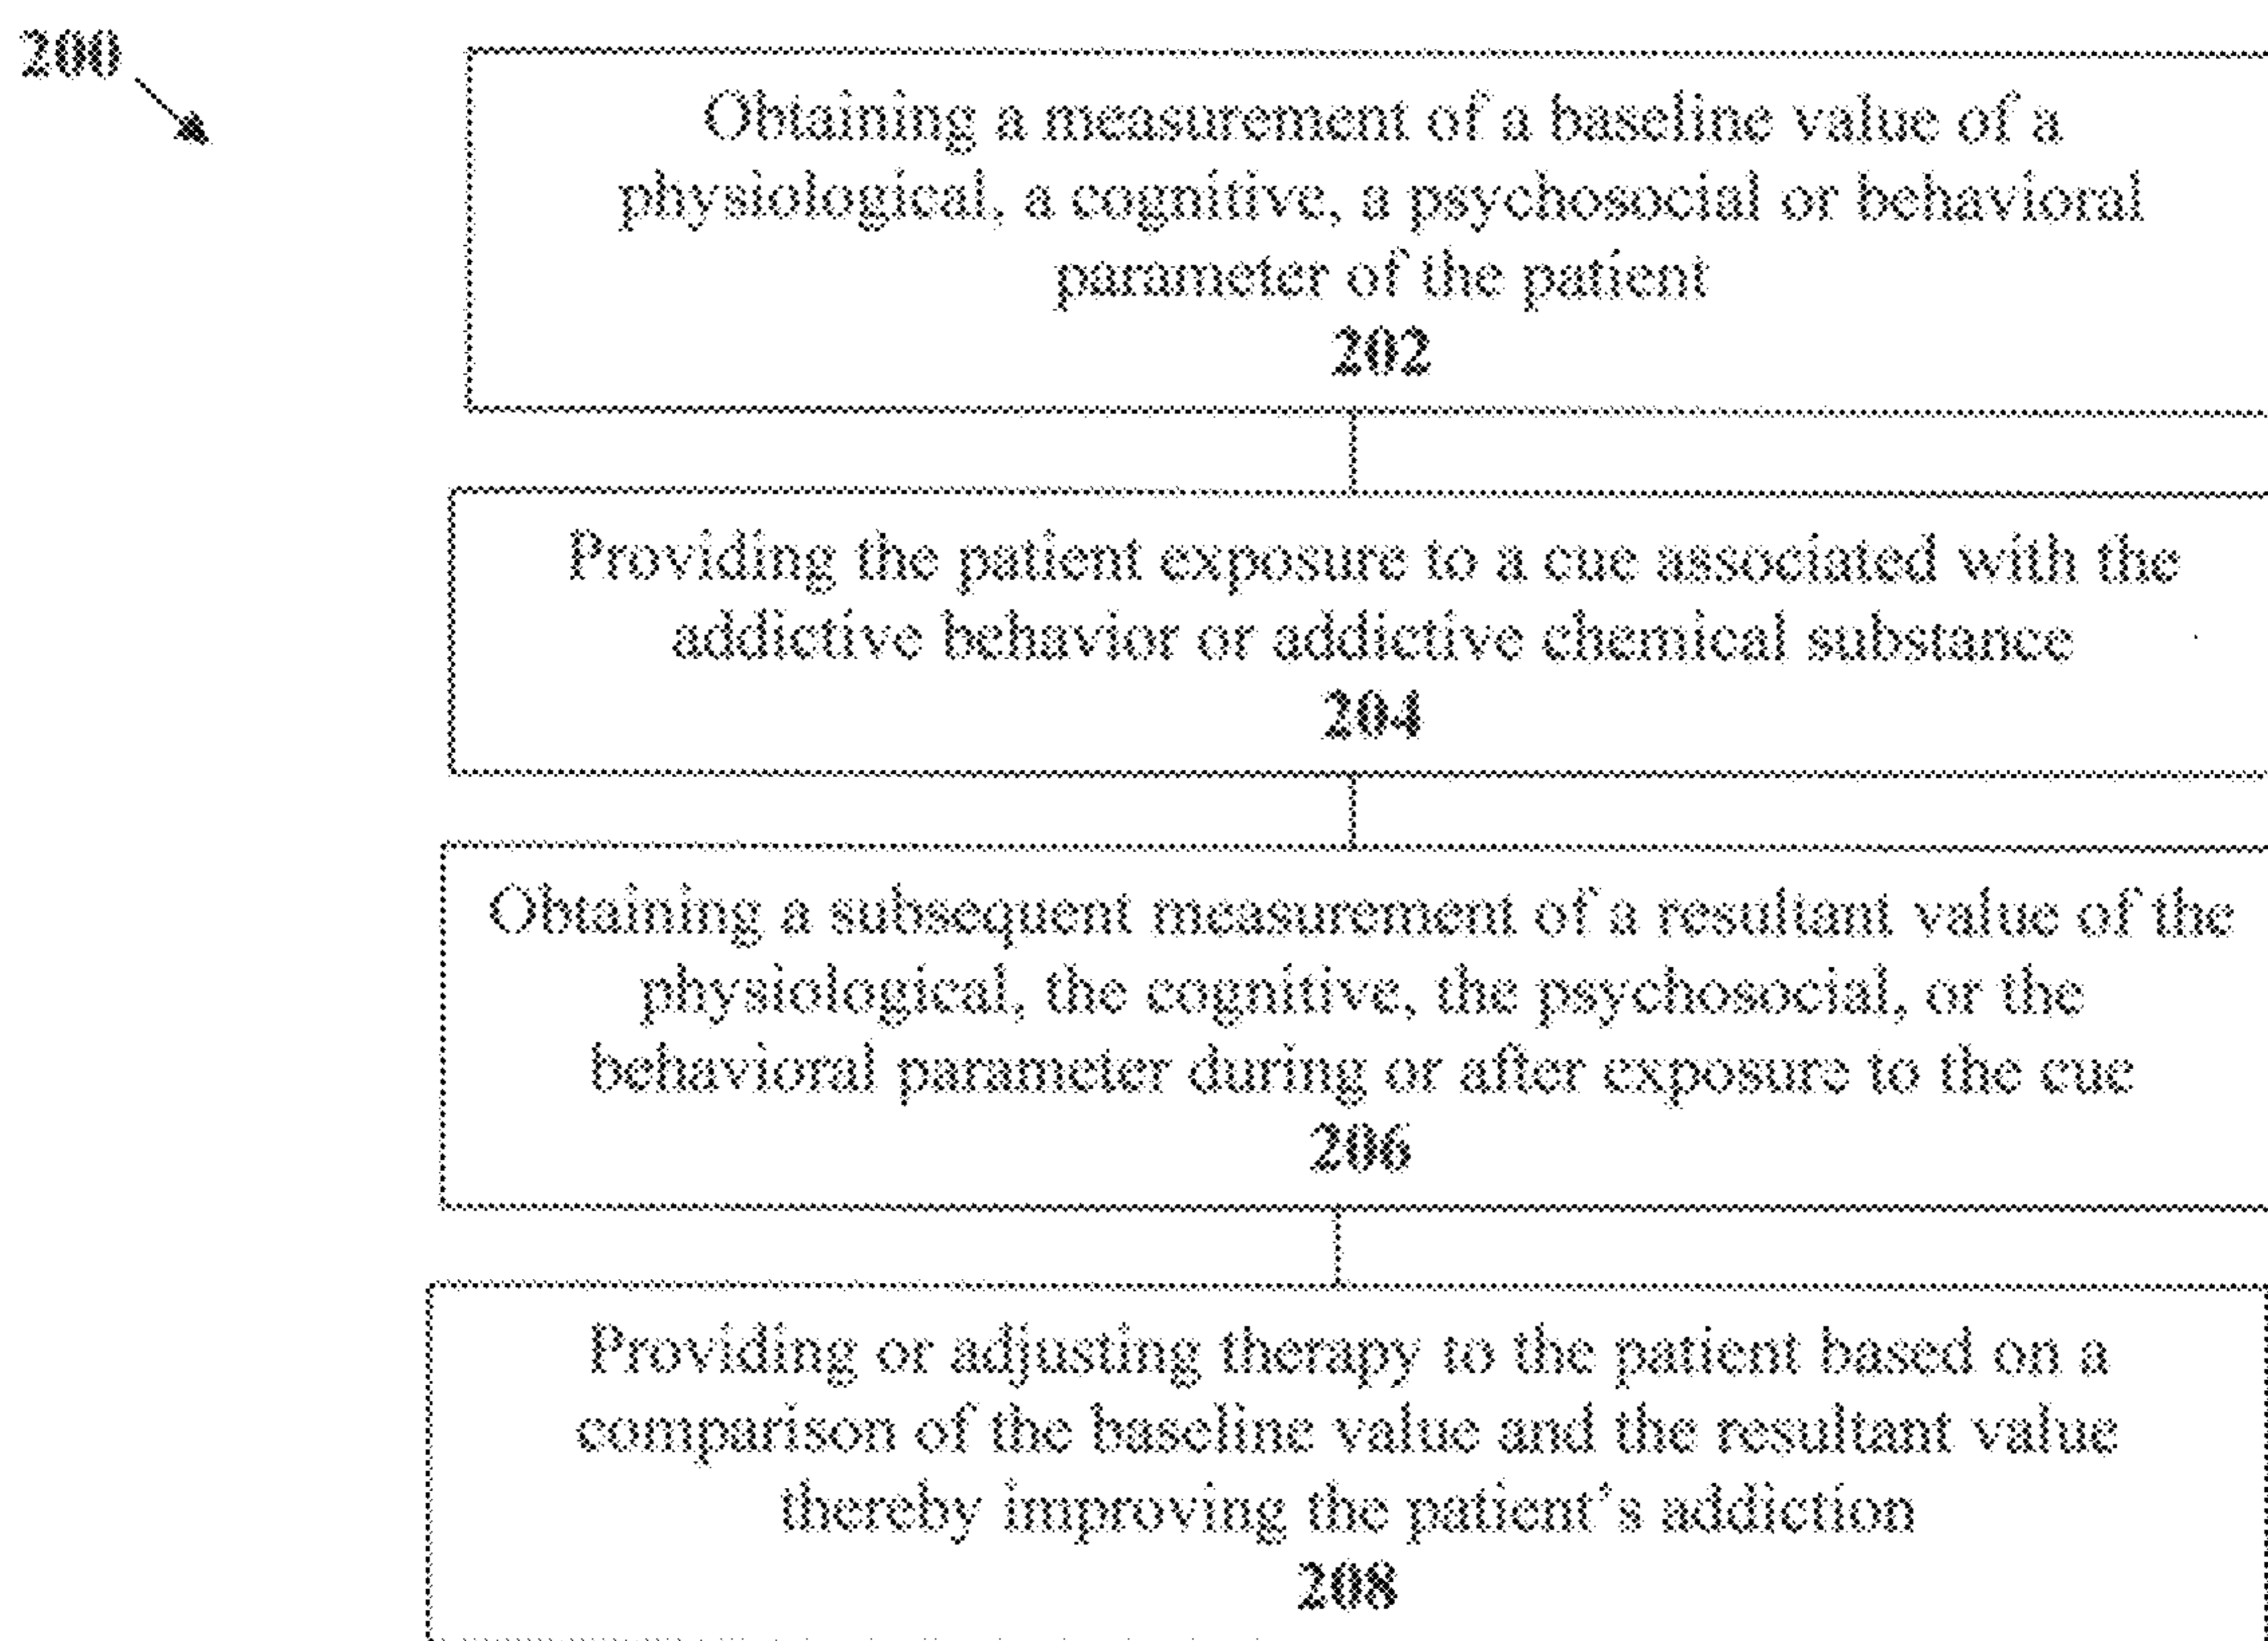 200
Obtaining a measurement of a baseline value of a
physiological, a cognitive, a psychosocial or behavioral
parameter of the patient
202
Providing the patient exposure to a cue associated with the
addictive behavior or addictive chemical substance
204
Obtaining a subsequent measurement of a resultant value of the
physiological, the cognitive, the psychosocial, or the
behavioral parameter during or after exposure to the cue
206
Providing or adjusting therapy to the patient based on a
comparison of the baseline value and the resultant value
thereby improving the patient's addiction
208